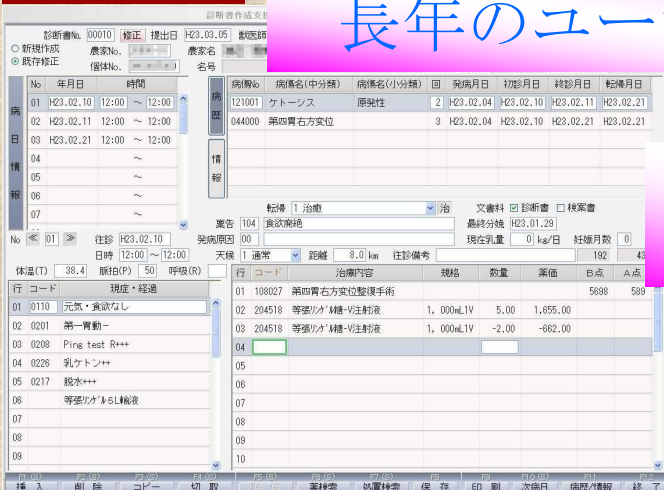 長年のユー
診断書作成支
診断書No. 00010 修正 提出日 H23.03.05 獣医師
新規作成 農家No. 農家名
既存修正 個体No. 名号
No 年月日 時間
01 H23.02.10 12:00 ～ 12:00
02 H23.02.11 12:00 ～ 12:00
03 H23.02.21 12:00 ～ 12:00
04 ～
05 ～
06 ～
07 ～
病日情報
病歴
情報
病傷No 病傷名(中分類) 病傷名(小分類) 回 発病月日 初診月日 終診月日 転帰月日
121001 ケトーシス 原発性 2 H23.02.04 H23.02.10 H23.02.11 H23.02.21
044000 第四胃右方変位 3 H23.02.04 H23.02.10 H23.02.21 H23.02.21
転帰 1 治癒 治 文書料 診断書 検案書
稟告 104 食欲廃絶 最終分娩 H23.01.29
No ≪ 01 ≫ 往診 H23.02.10 発病原因 00 現在乳量 0 kg/日 妊娠月数 0
日時 12:00 ～ 12:00 天候 1 通常 距離 8.0 km 往診備考 192 43
体温(T) 38.4 脈拍(P) 50 呼吸(R)
行 コード 現症・経過
01 0110 元気・食欲なし
02 0201 第一胃動－
03 0208 Ping test R+++
04 0226 乳ケトン++
05 0217 脱水+++
06 等張リンゲル5L輸液
07
08
09
行 コード 治療内容 規格 数量 薬価 B点 A点
01 108027 第四胃右方変位整復手術 5698 589
02 204518 等張リンゲル糖-V注射液 1，000mL1V 5.00 1,655.00
03 204518 等張リンゲル糖-V注射液 1，000mL1V -2.00 -662.00
04
05
06
07
08
09
10
挿 入 削 除 コピー 切 取 薬検索 処置検索 保 存 印 刷 次病日 病歴/情報 終 了